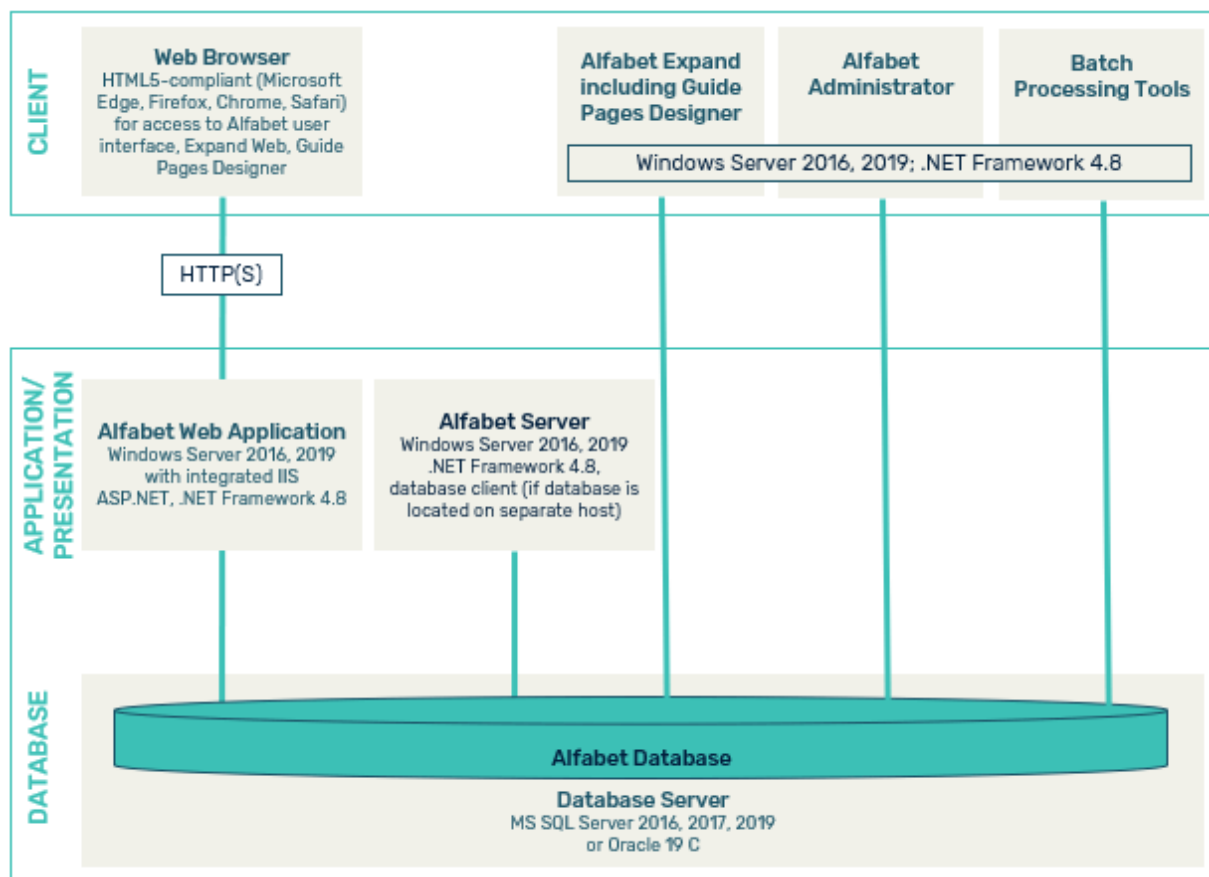 CLIENT
Web Browser
HTML5-compliant (Microsoft
Edge, Firefox, Chrome, Safari)
for access to Alfabet user
interface, Expand Web, Guide
Pages Designer
Alfabet Expand
including Guide
Pages Designer
Alfabet
Administrator
Batch
Processing Tools
Windows Server 2016, 2019; .NET Framework 4.8
HTTP(S)
APPLICATION/
PRESENTATION
Alfabet Web Application
Windows Server 2016, 2019
with integrated IIS
ASP.NET, .NET Framework 4.8
Alfabet Server
Windows Server 2016, 2019
.NET Framework 4.8,
database client (if database is
located on separate host)
DATABASE
Alfabet Database
Database Server
MS SQL Server 2016, 2017, 2019
or Oracle 19 C